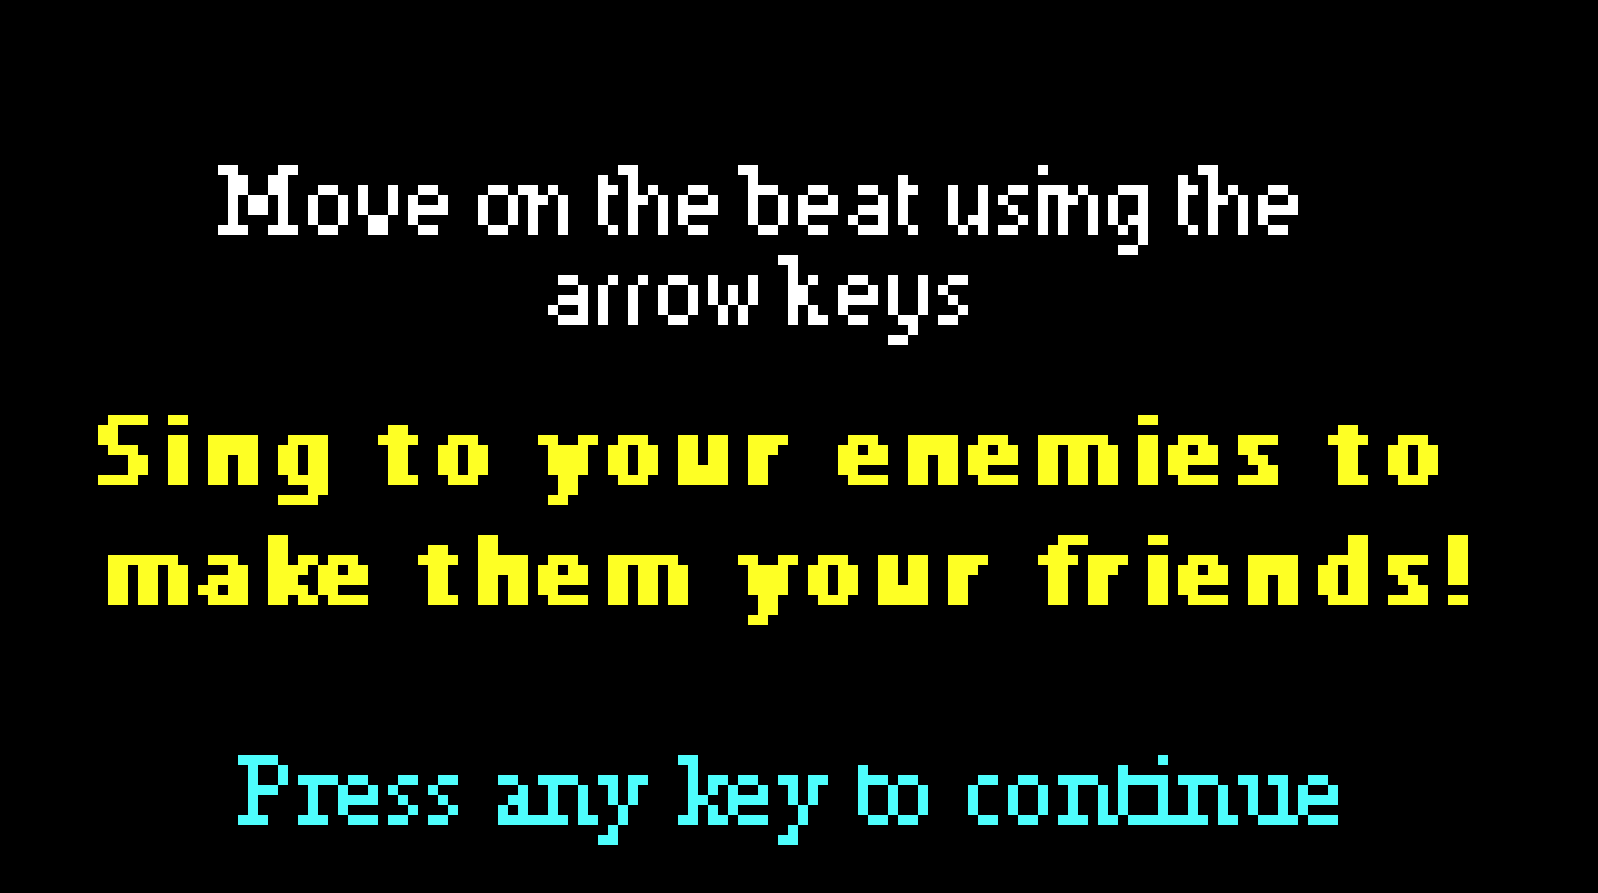 Move on the beat using the
arrow keys
Sing to your enemies to
make them your friends!
Press any key to continue